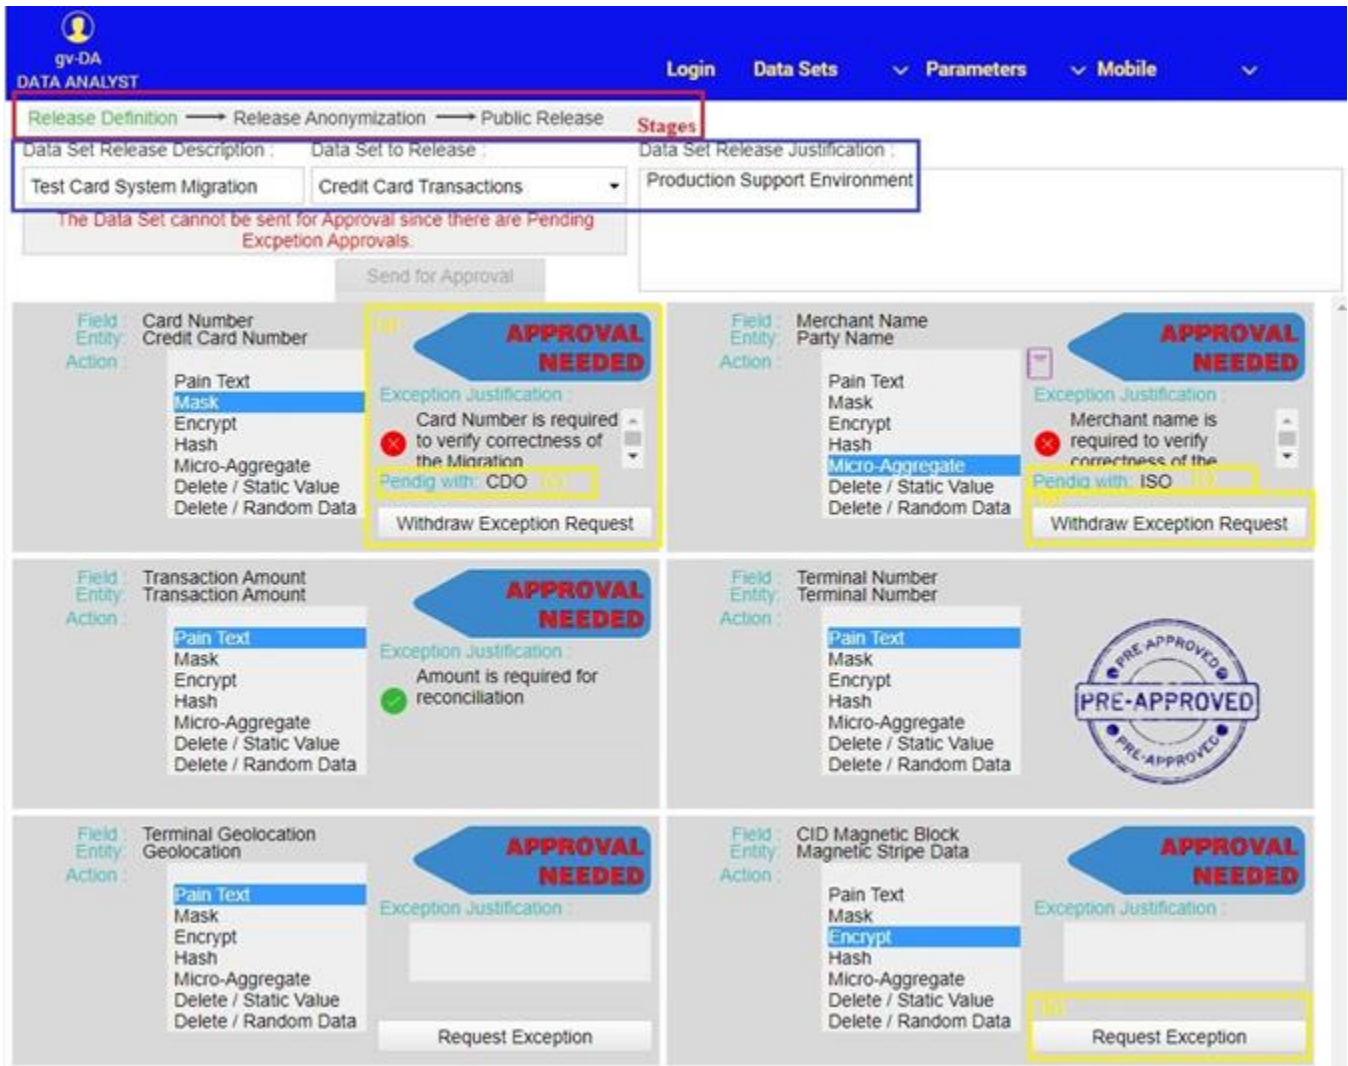 gv-DA
DATA ANALYST
Login Data Sets Parameters Mobile
Release Definition → Release Anonymization → Public Release Stages
Data Set Release Description : Data Set to Release : Data Set Release Justification :
Test Card System Migration Credit Card Transactions Production Support Environment
The Data Set cannot be sent for Approval since there are Pending
Excpetion Approvals.
Send for Approval
Field : Card Number
Entity: Credit Card Number
Action :
Pain Text
Mask
Encrypt
Hash
Micro-Aggregate
Delete / Static Value
Delete / Random Data
APPROVAL
NEEDED
Exception Justification :
Card Number is required
to verify correctness of
the Migration
Pendig with: CDO
Withdraw Exception Request
Field : Merchant Name
Entity: Party Name
Action :
Pain Text
Mask
Encrypt
Hash
Micro-Aggregate
Delete / Static Value
Delete / Random Data
APPROVAL
NEEDED
Exception Justification :
Merchant name is
required to verify
correctness of the
Pendig with: ISO
Withdraw Exception Request
Field : Transaction Amount
Entity: Transaction Amount
Action :
Pain Text
Mask
Encrypt
Hash
Micro-Aggregate
Delete / Static Value
Delete / Random Data
APPROVAL
NEEDED
Exception Justification :
Amount is required for
reconciliation
Field : Terminal Number
Entity: Terminal Number
Action :
Pain Text
Mask
Encrypt
Hash
Micro-Aggregate
Delete / Static Value
Delete / Random Data
PRE-APPROVED
PRE-APPROVED
PRE-APPROVED
Field : Terminal Geolocation
Entity: Geolocation
Action :
Pain Text
Mask
Encrypt
Hash
Micro-Aggregate
Delete / Static Value
Delete / Random Data
APPROVAL
NEEDED
Exception Justification :
Request Exception
Field : CID Magnetic Block
Entity: Magnetic Stripe Data
Action :
Pain Text
Mask
Encrypt
Hash
Micro-Aggregate
Delete / Static Value
Delete / Random Data
APPROVAL
NEEDED
Exception Justification :
Request Exception